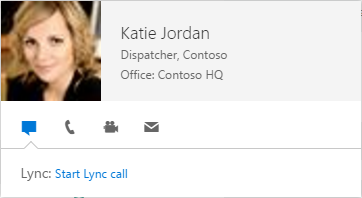 Katie Jordan
Dispatcher, Contoso
Office: Contoso HQ
Lync: Start Lync call